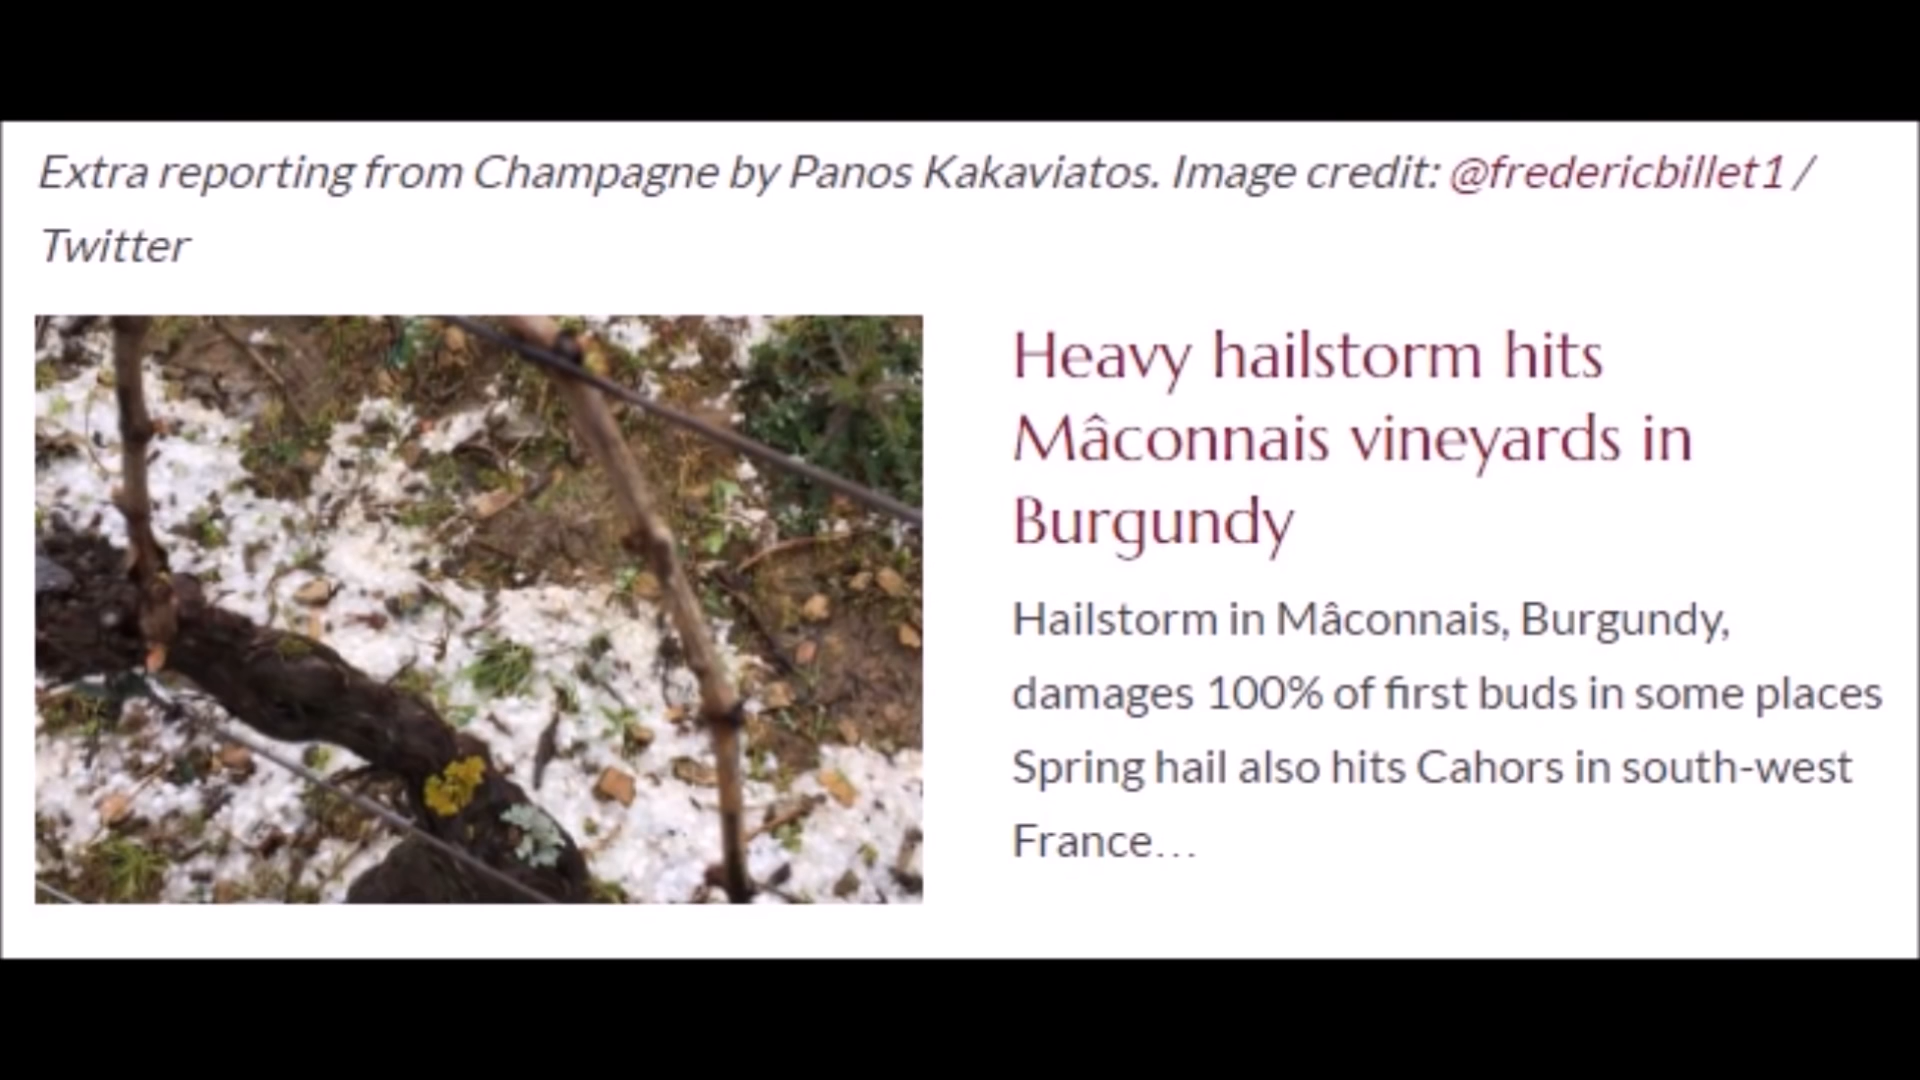 Extra reporting from Champagne by Panos Kakaviatos. Image credit: @fredericbillet1 /
Twitter
Heavy hailstorm hits
Mâconnais vineyards in
Burgundy
Hailstorm in Mâconnais, Burgundy,
damages 100% of first buds in some places
Spring hail also hits Cahors in south-west
France…